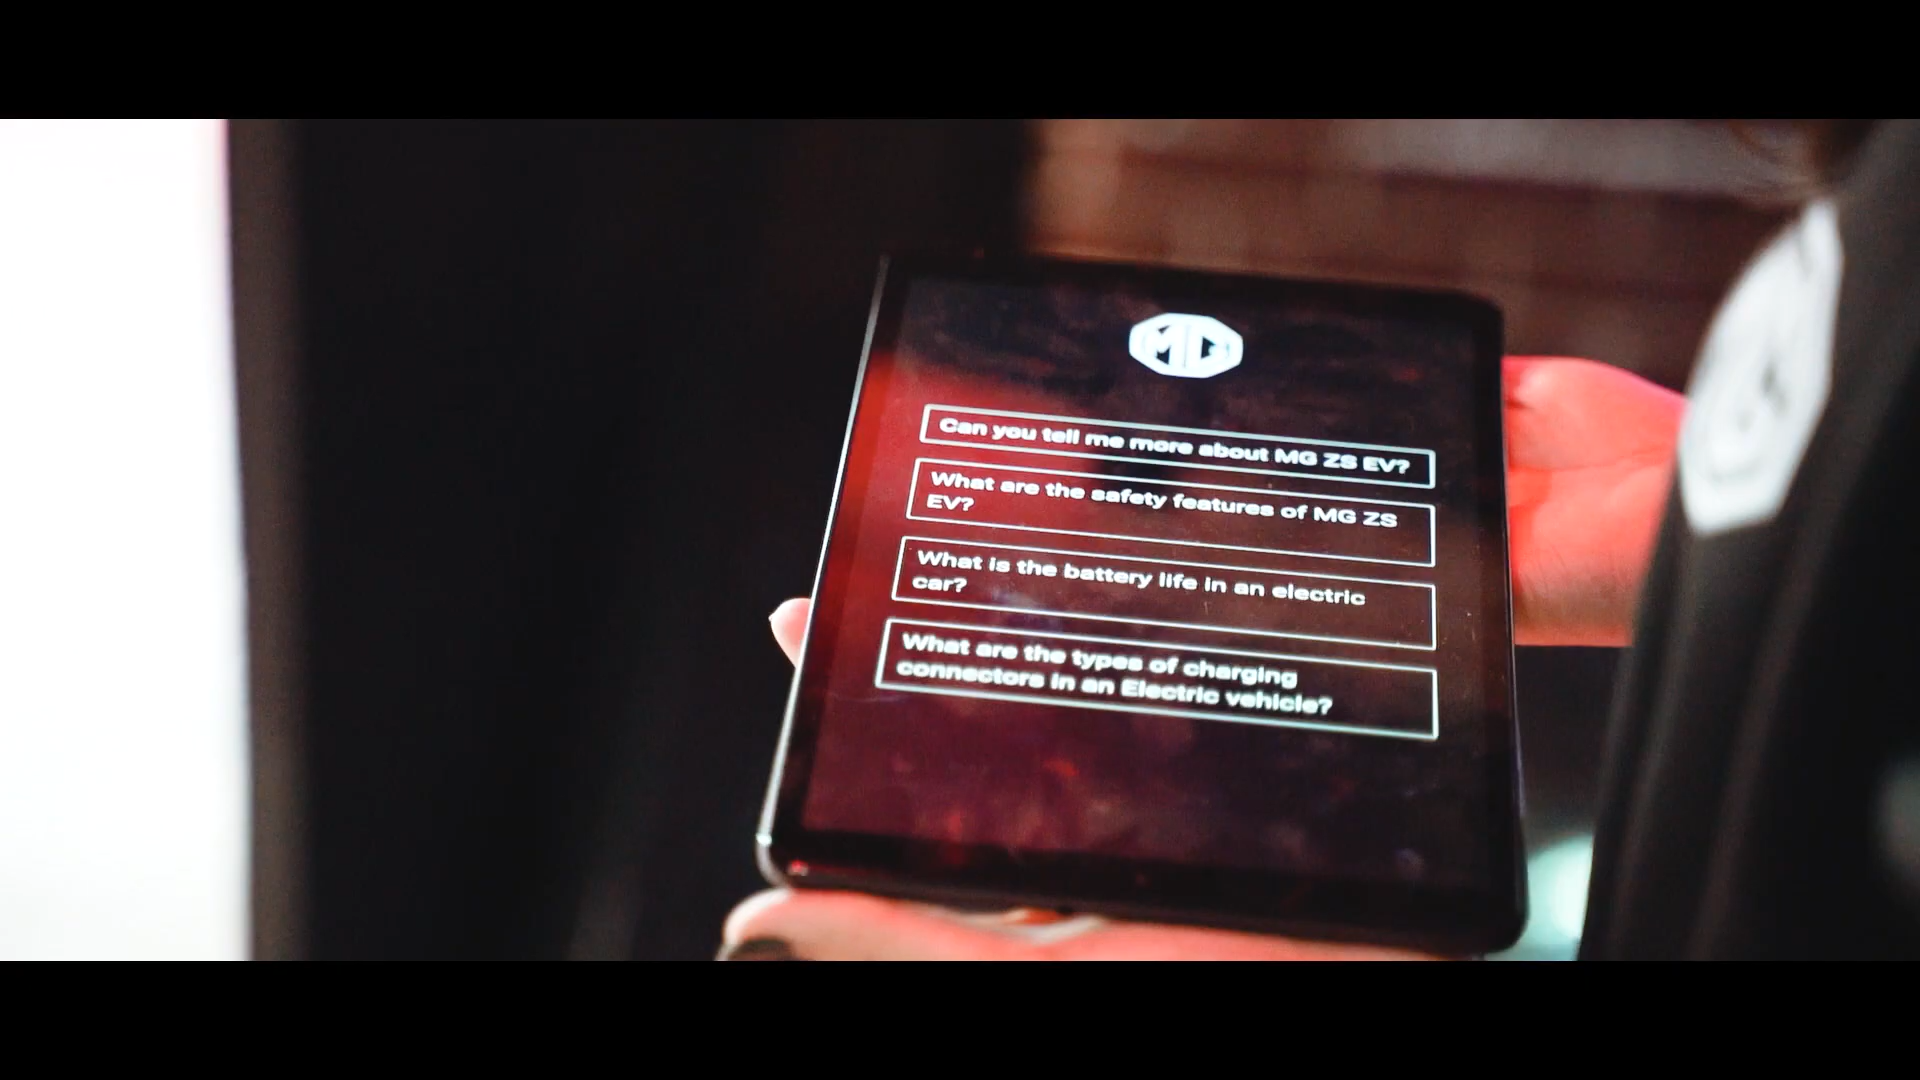 MG
Can you tell me more about MG ZS EV?
What are the safety features of MG ZS
EV?
What is the battery life in an electric
car?
What are the types of charging
connectors in an Electric vehicle?